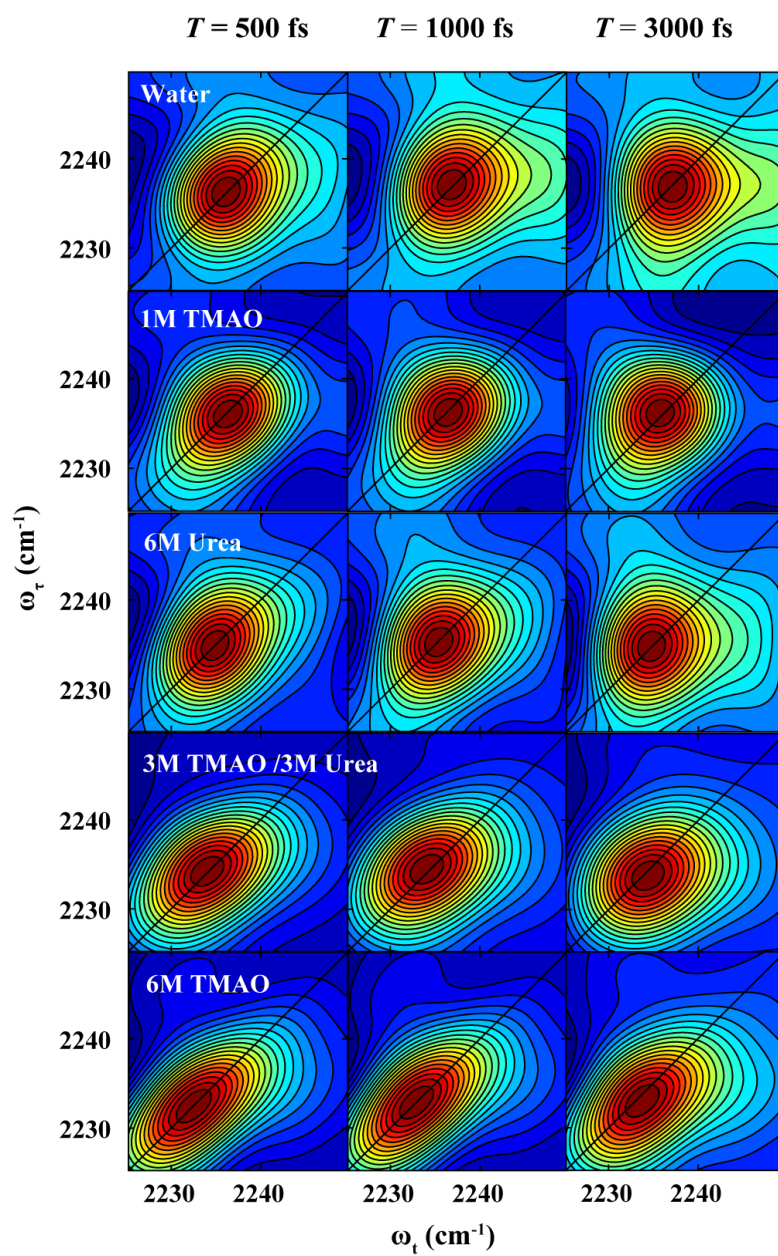 T = 500 fs T = 1000 fs T = 3000 fs
Water
2240
2230
1M TMAO
2240
2230
6M Urea
2240
2230
3M TMAO /3M Urea
2240
2230
6M TMAO
2240
2230
ωτ (cm-1)
2230 2240 2230 2240 2230 2240
ωt (cm-1)